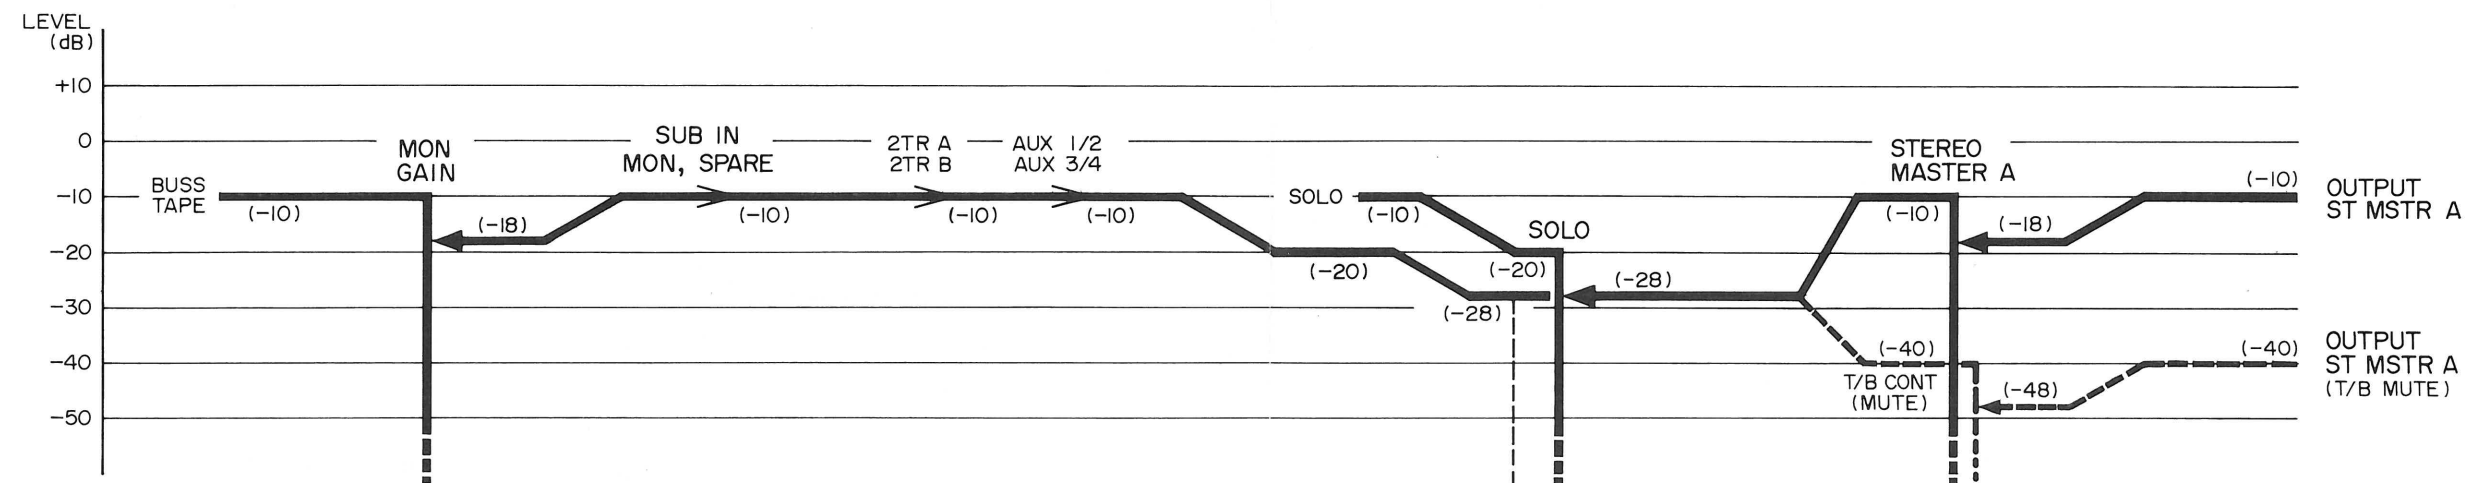 LEVEL
(dB)
+10
0
-10
-20
-30
-40
-50
BUSS
TAPE
(-10)
MON
GAIN
(-18)
SUB IN
MON, SPARE
(-10)
2TR A
2TR B
(-10)
AUX 1/2
AUX 3/4
(-10)
(-20)
(-28)
SOLO
(-10)
SOLO
(-20)
(-28)
STEREO
MASTER A
(-10)
(-18)
(-10)
OUTPUT
ST MSTR A
(-40)
T/B CONT
(MUTE)
(-48)
(-40)
OUTPUT
ST MSTR A
(T/B MUTE)